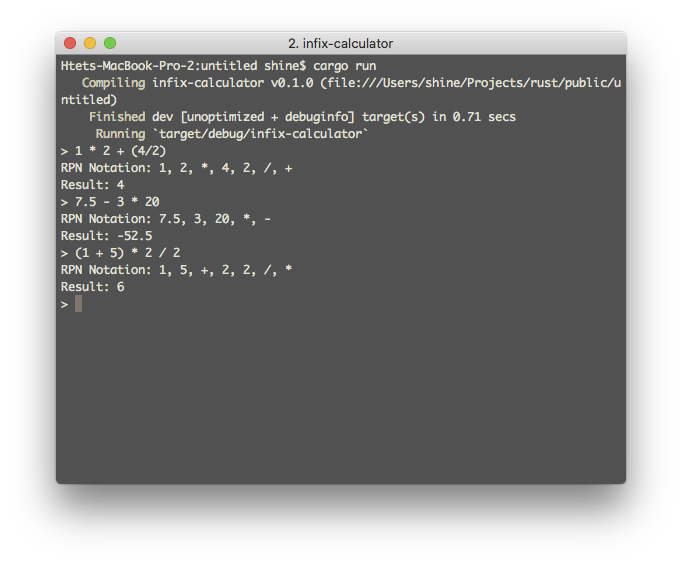 2. infix-calculator
Htets-MacBook-Pro-2:untitled shine$ cargo run
   Compiling infix-calculator v0.1.0 (file:///Users/shine/Projects/rust/public/u
ntitled)
    Finished dev [unoptimized + debuginfo] target(s) in 0.71 secs
     Running `target/debug/infix-calculator`
> 1 * 2 + (4/2)
RPN Notation: 1, 2, *, 4, 2, /, +
Result: 4
> 7.5 - 3 * 20
RPN Notation: 7.5, 3, 20, *, -
Result: -52.5
> (1 + 5) * 2 / 2
RPN Notation: 1, 5, +, 2, 2, /, *
Result: 6
>